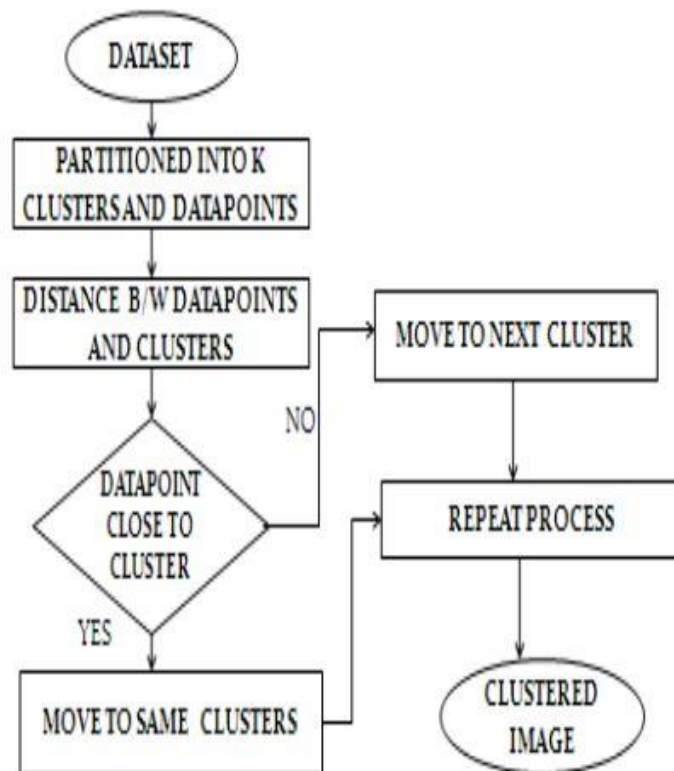 DATASET
PARTITIONED INTO K
CLUSTERS AND DATAPOINTS
DISTANCE B/W DATAPOINTS
AND CLUSTERS
MOVE TO NEXT CLUSTER
NO
DATAPOINT
CLOSE TO
CLUSTER
REPEAT PROCESS
YES
MOVE TO SAME CLUSTERS
CLUSTERED
IMAGE